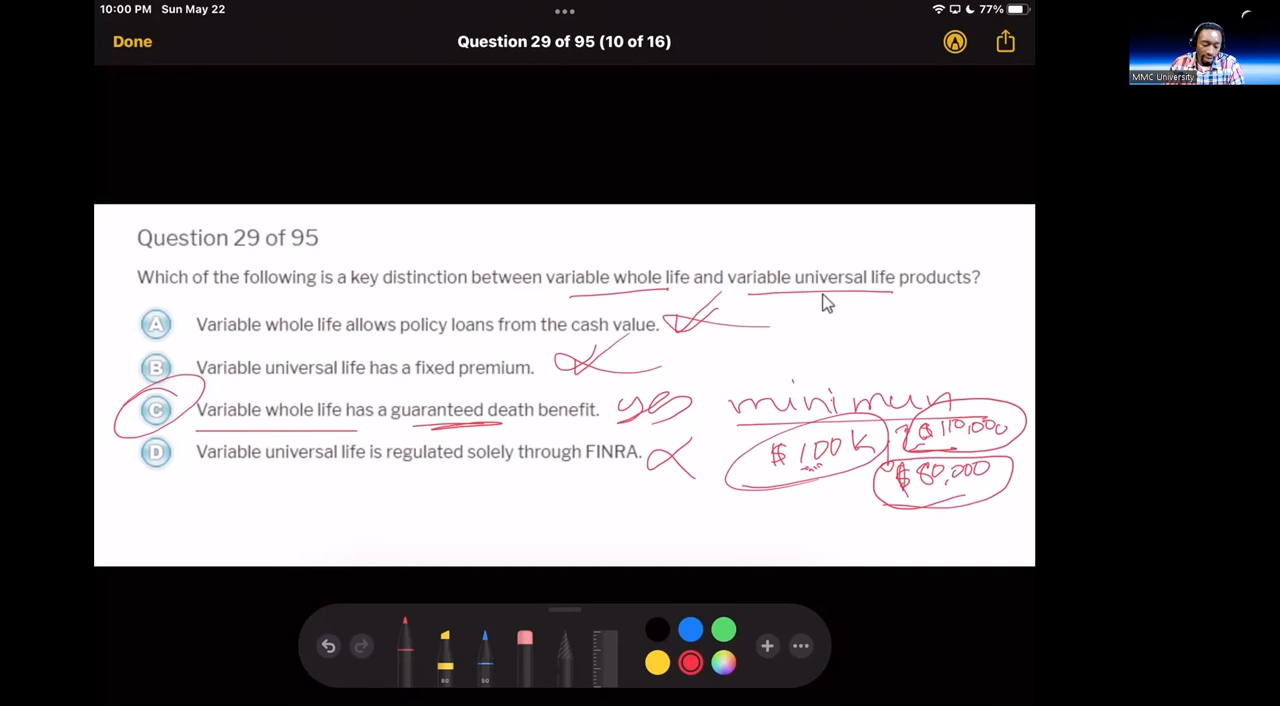 10:00 PM Sun May 22
77%
Done
Question 29 of 95 (10 of 16)
MMC University
Question 29 of 95
Which of the following is a key distinction between variable whole life and variable universal life products?
A Variable whole life allows policy loans from the cash value.
B Variable universal life has a fixed premium.
C Variable whole life has a guaranteed death benefit. yes minimum
$110,000
D Variable universal life is regulated solely through FINRA. $100K
$80,000
80
50